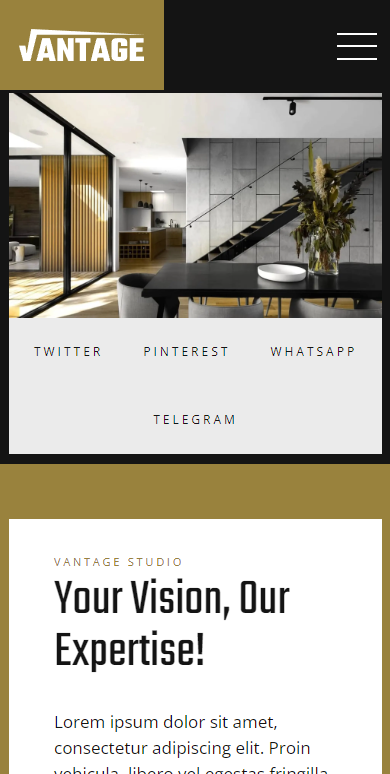 VANTAGE
TWITTER PINTEREST WHATSAPP
TELEGRAM
VANTAGE STUDIO
Your Vision, Our
Expertise!
Lorem ipsum dolor sit amet,
consectetur adipiscing elit. Proin
vehicula, libero vel egestas fringilla